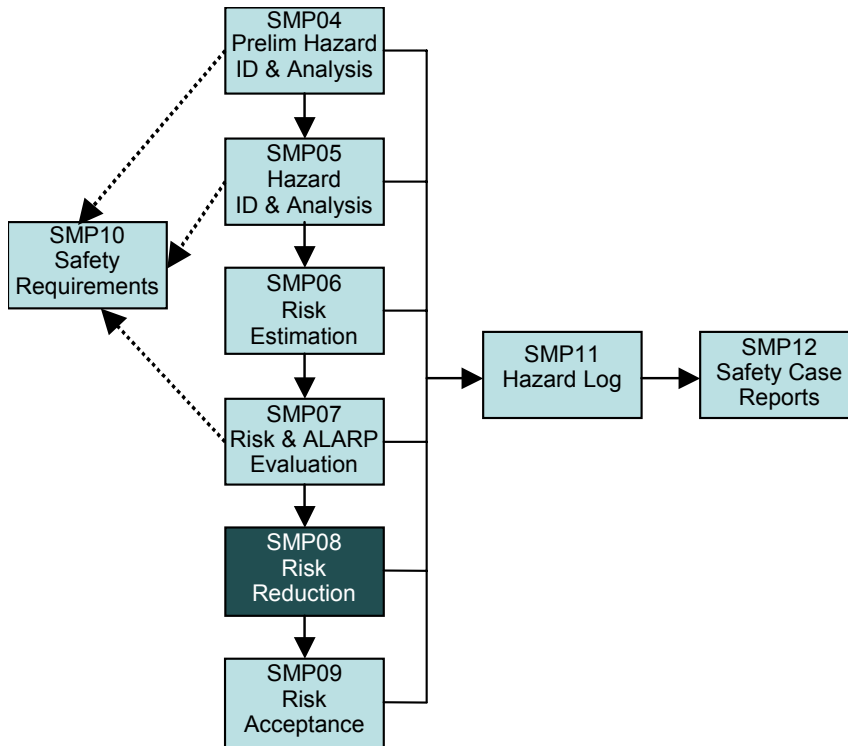 SMP04
Prelim Hazard
ID & Analysis
SMP05
Hazard
ID & Analysis
SMP10
Safety
Requirements
SMP06
Risk
Estimation
SMP11
Hazard Log
SMP12
Safety Case
Reports
SMP07
Risk & ALARP
Evaluation
SMP08
Risk
Reduction
SMP09
Risk
Acceptance